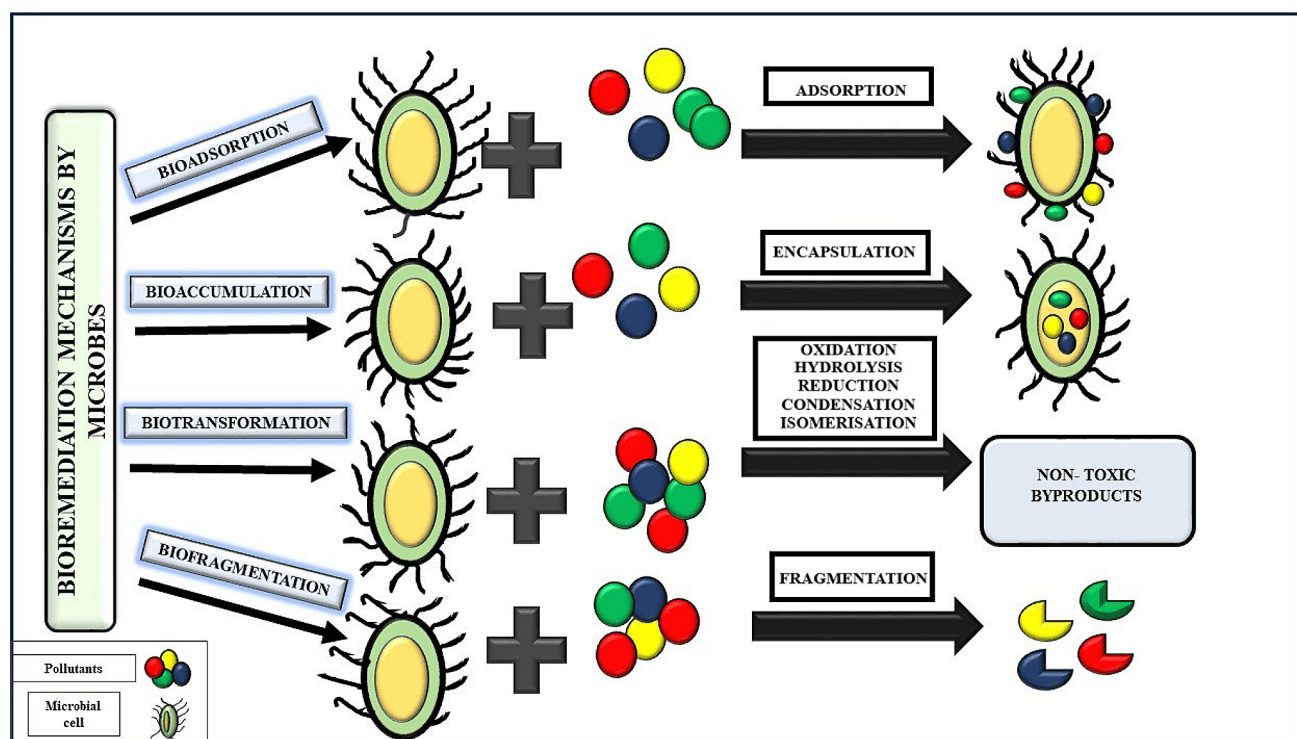 BIOREMEDIATION MECHANISMS BY
MICROBES
BIOADSORPTION
ADSORPTION
BIOACCUMULATION
ENCAPSULATION
BIOTRANSFORMATION
OXIDATION
HYDROLYSIS
REDUCTION
CONDENSATION
ISOMERISATION
NON- TOXIC
BYPRODUCTS
BIOFRAGMENTATION
FRAGMENTATION
Pollutants
Microbial
cell